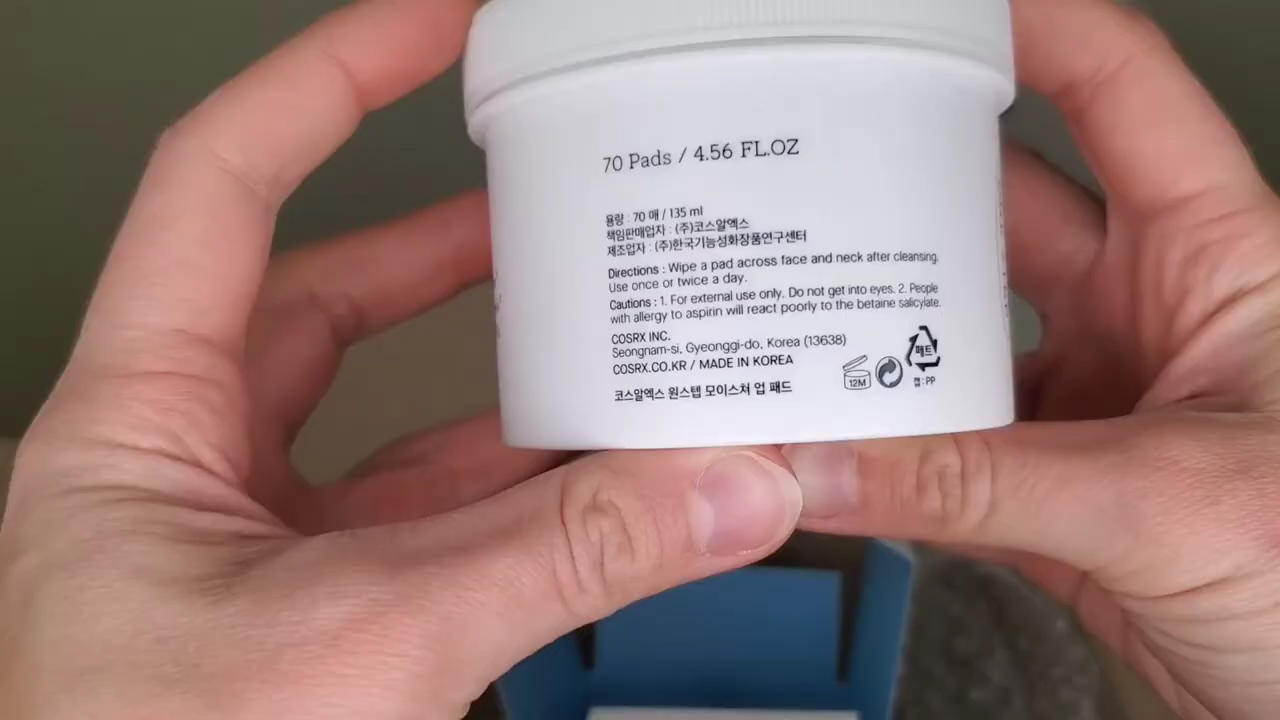 70 Pads / 4.56 FL.OZ
용량 : 70 매 / 135 ml
책임판매업자 : (주)코스알엑스
제조업자 : (주)한국기능성화장품연구센터
Directions : Wipe a pad across face and neck after cleansing.
Use once or twice a day.
Cautions : 1. For external use only. Do not get into eyes. 2. People
with allergy to aspirin will react poorly to the betaine salicylate.
COSRX INC.
Seongnam-si, Gyeonggi-do, Korea (13638)
COSRX.CO.KR / MADE IN KOREA
코스알엑스 원스텝 모이스쳐 업 패드
12M
패드
캡 : PP